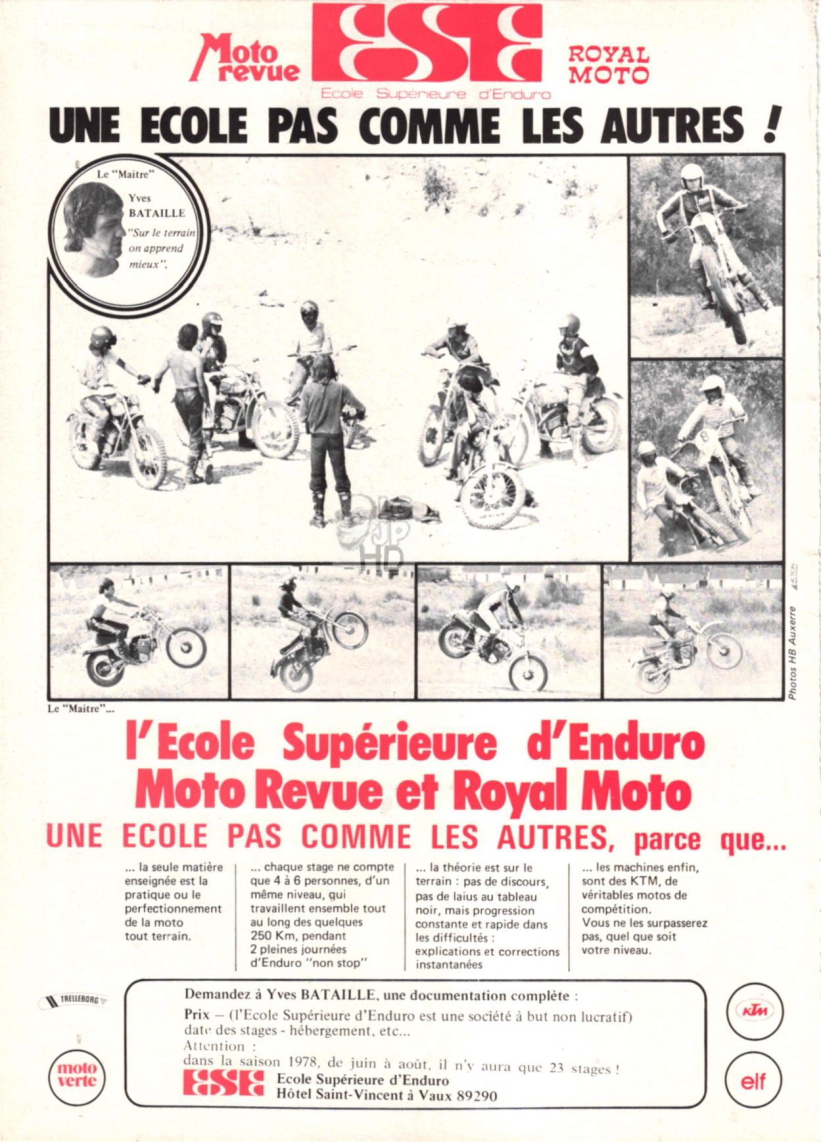 Moto
revue
ESE
ROYAL
MOTO
Ecole Supérieure d'Enduro
UNE ECOLE PAS COMME LES AUTRES !
Le "Maitre"
Yves
BATAILLE
"Sur le terrain
on apprend
mieux".
8
HD
Photos HB Auxerre
Le "Maitre"...
l'Ecole Supérieure d'Enduro
Moto Revue et Royal Moto
UNE ECOLE PAS COMME LES AUTRES, parce que...
... la seule matière
enseignée est la
pratique ou le
perfectionnement
de la moto
tout terrain.
... chaque stage ne compte
que 4 à 6 personnes, d'un
même niveau, qui
travaillent ensemble tout
au long des quelques
250 Km, pendant
2 pleines journées
d'Enduro "non stop"
... la théorie est sur le
terrain : pas de discours,
pas de laius au tableau
noir, mais progression
constante et rapide dans
les difficultés :
explications et corrections
instantanées
... les machines enfin,
sont des KTM, de
véritables motos de
compétition.
Vous ne les surpasserez
pas, quel que soit
votre niveau.
TRELLEBORG
moto
verte
Demandez à Yves BATAILLE, une documentation complète :
Prix – (l'Ecole Supérieure d'Enduro est une société à but non lucratif)
date des stages - hébergement, etc...
Attention :
dans la saison 1978, de juin à août, il n'y aura que 23 stages !
ESE Ecole Supérieure d'Enduro
Hôtel Saint-Vincent à Vaux 89290
KTM
elf